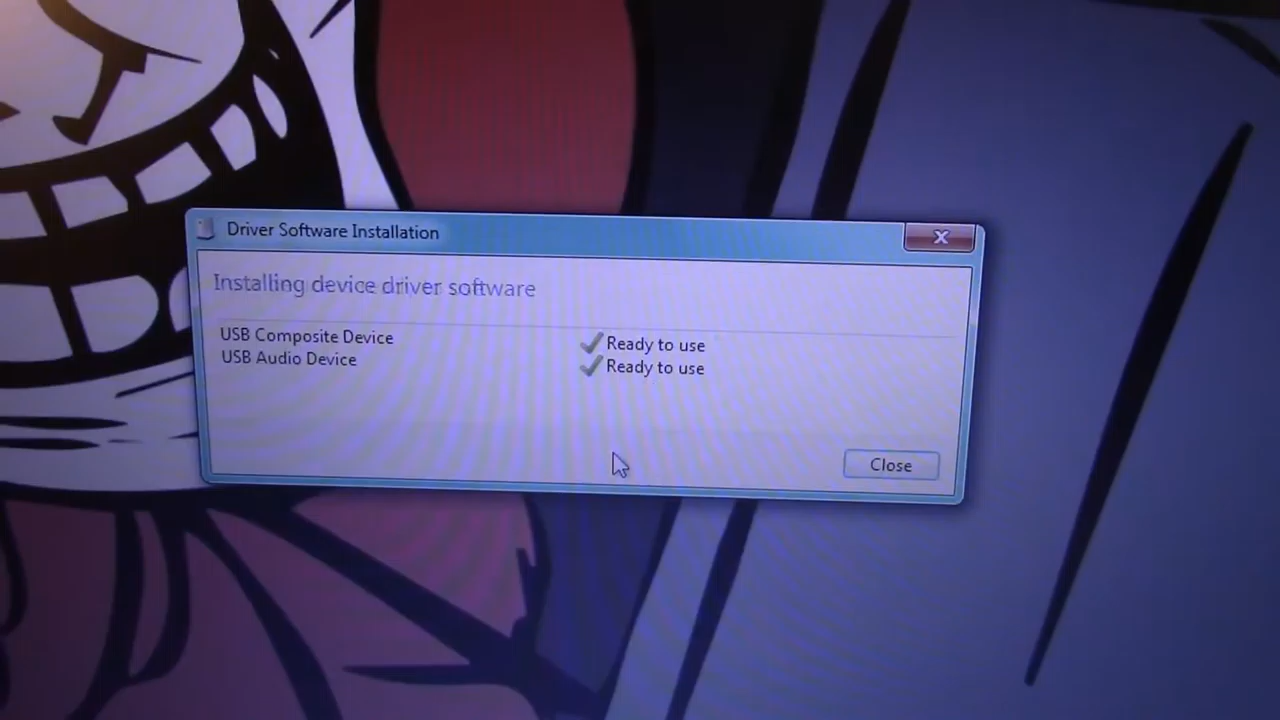 Driver Software Installation
Installing device driver software
USB Composite Device Ready to use
USB Audio Device Ready to use
Close